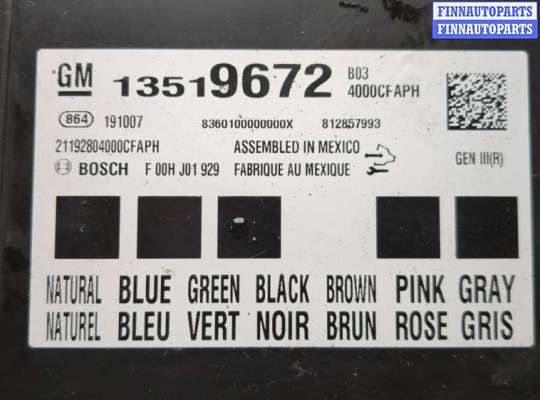 FINNAUTOPARTS
FINNAUTOPARTS
GM 13519672 B03
4000CFAPH
864 191007 8360100000000X 812857993
21192804000CFAPH ASSEMBLED IN MEXICO GEN III(R)
BOSCH F 00H J01 929 FABRIQUE AU MEXIQUE
NATURAL BLUE GREEN BLACK BROWN PINK GRAY
NATUREL BLEU VERT NOIR BRUN ROSE GRIS